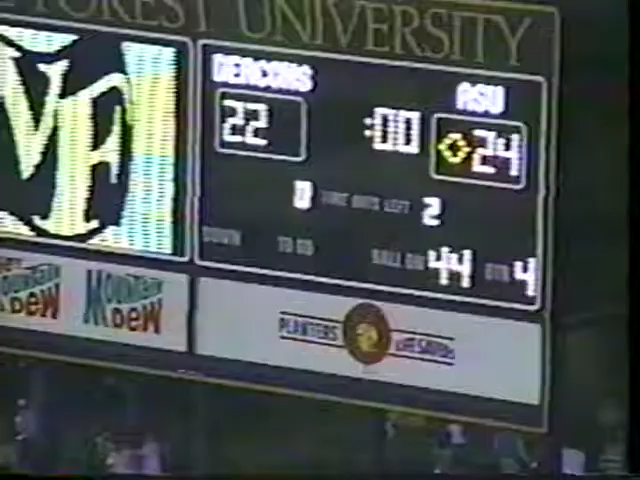 FOREST UNIVERSITY
WF
DEACONS
ASU
22
:00
24
0 TIME OUTS LEFT 2
DOWN TO GO BALL ON 44 QTR 4
MOUNTAIN DEW
MOUNTAIN DEW
PLANTERS LIFESAVERS